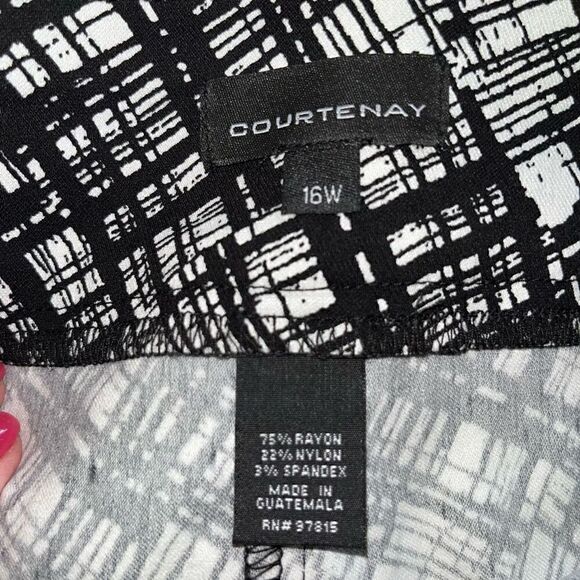 COURTENAY
16W
75% RAYON
22% NYLON
3% SPANDEX
MADE IN
GUATEMALA
RN# 97815